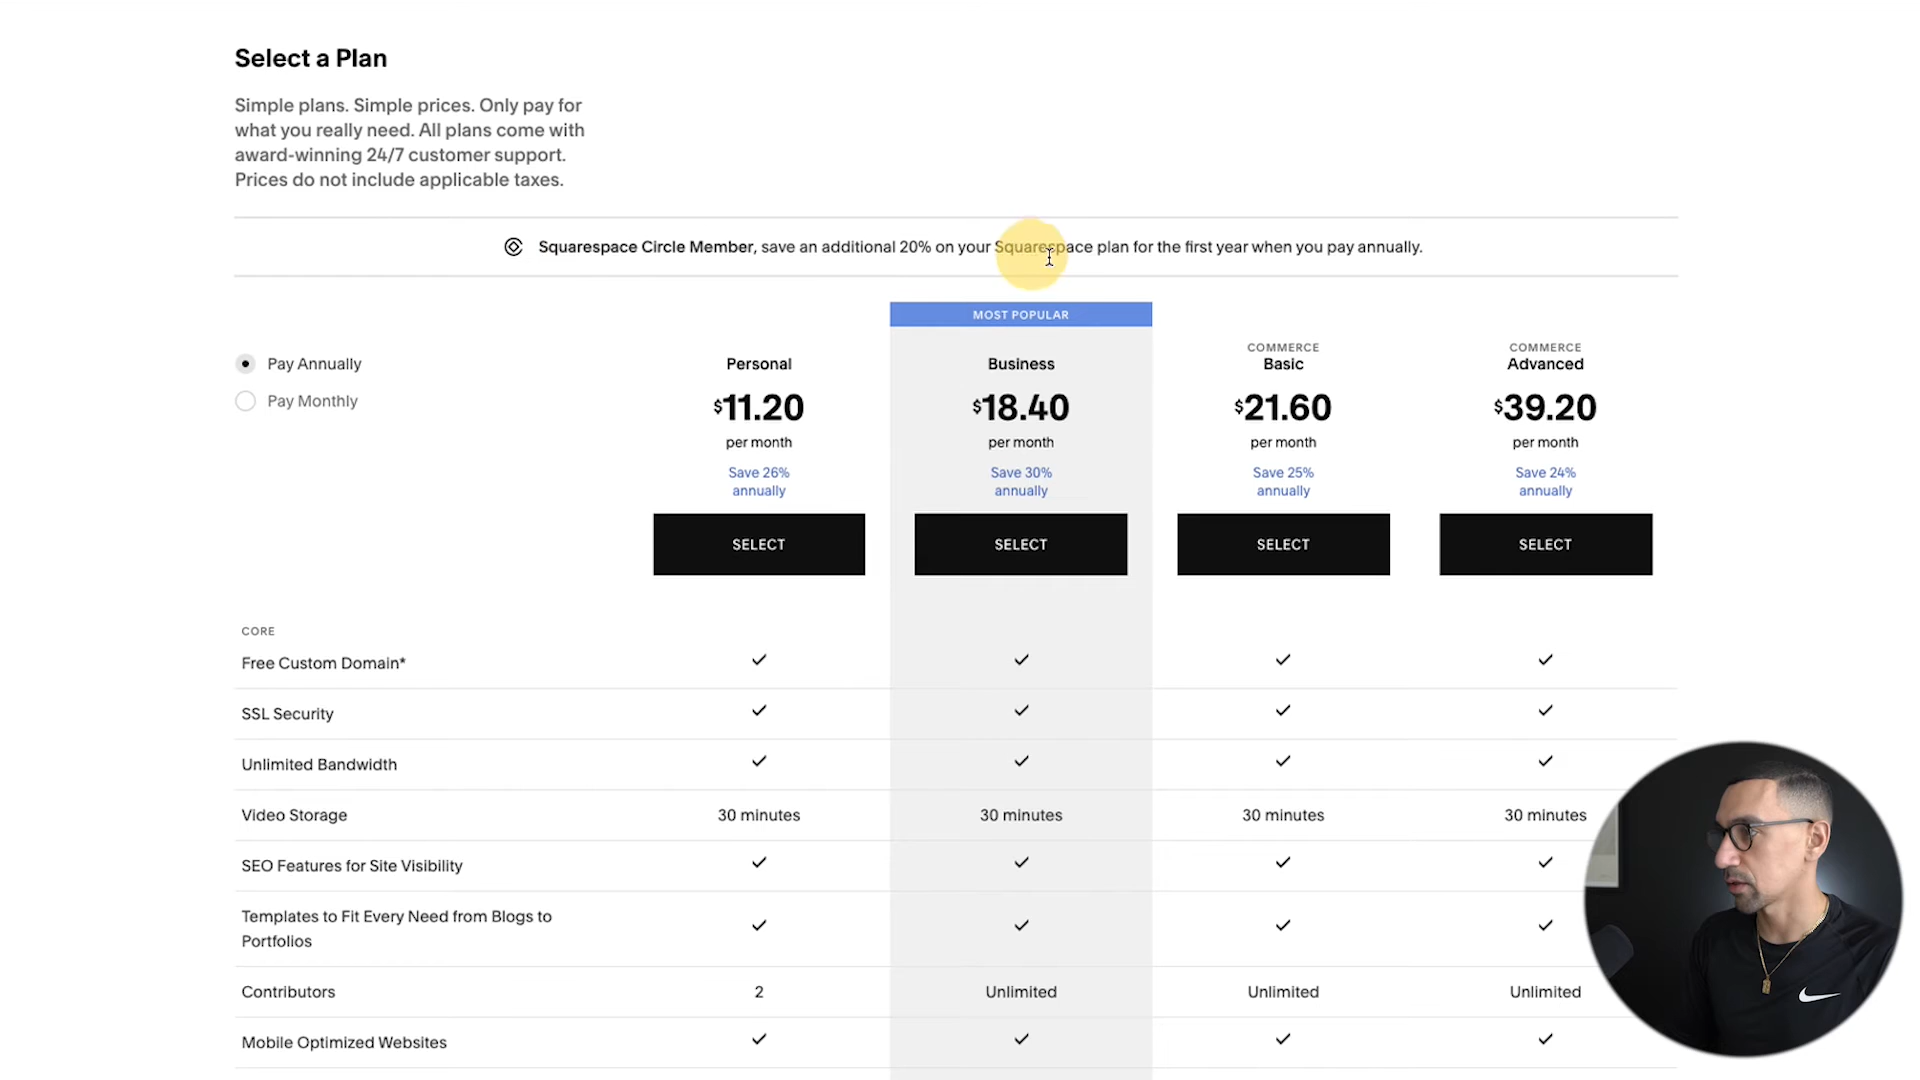 Select a Plan
Simple plans. Simple prices. Only pay for
what you really need. All plans come with
award-winning 24/7 customer support.
Prices do not include applicable taxes.
Squarespace Circle Member, save an additional 20% on your Squarespace plan for the first year when you pay annually.
MOST POPULAR
Pay Annually
Pay Monthly
Personal
$11.20
per month
Save 26%
annually
SELECT
Business
$18.40
per month
Save 30%
annually
SELECT
COMMERCE
Basic
$21.60
per month
Save 25%
annually
SELECT
COMMERCE
Advanced
$39.20
per month
Save 24%
annually
SELECT
CORE
Free Custom Domain*
SSL Security
Unlimited Bandwidth
Video Storage 30 minutes 30 minutes 30 minutes 30 minutes
SEO Features for Site Visibility
Templates to Fit Every Need from Blogs to
Portfolios
Contributors 2 Unlimited Unlimited Unlimited
Mobile Optimized Websites